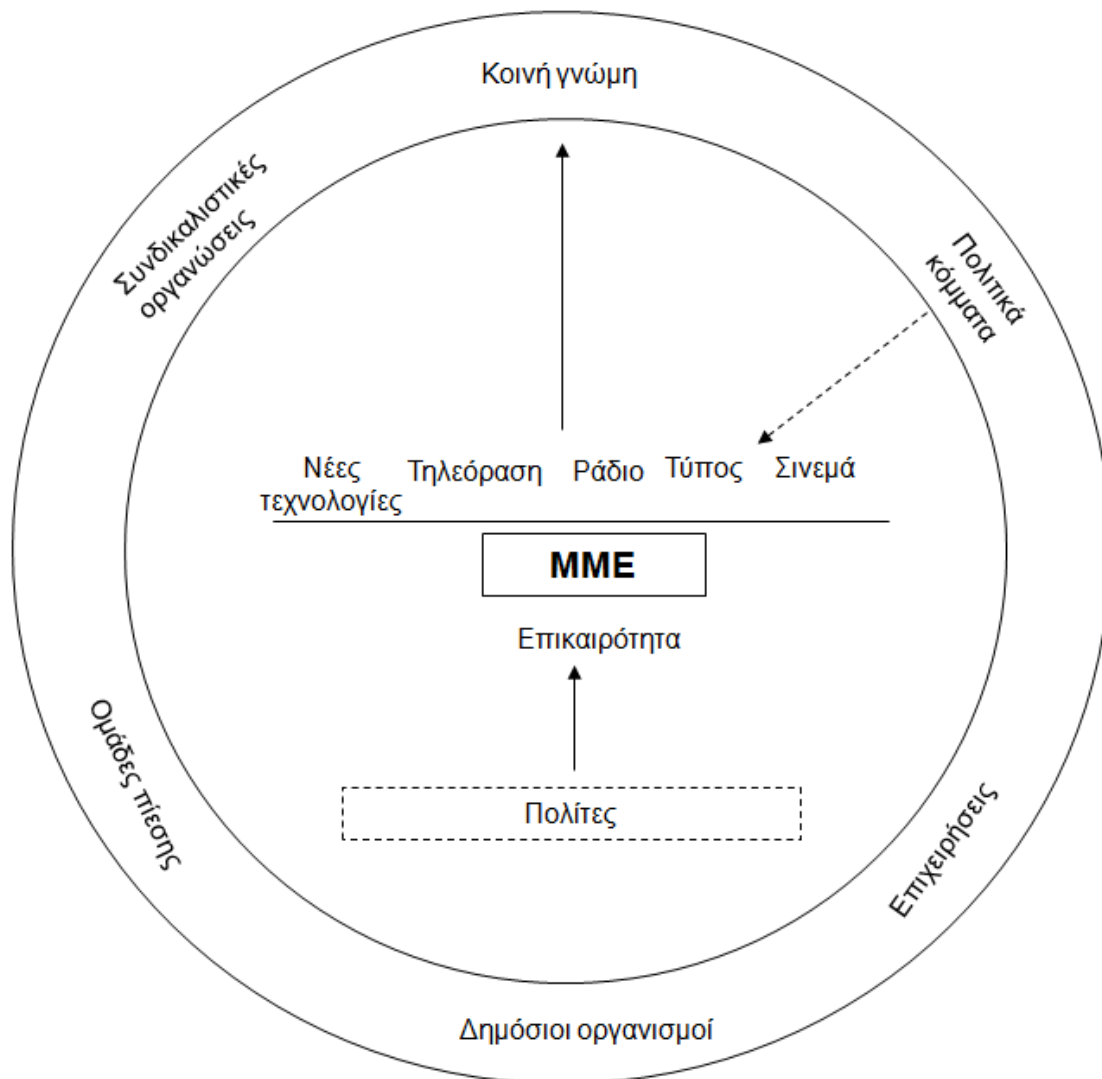 Κοινή γνώμη
Συνδικαλιστικές
οργανώσεις
Πολιτικά
κόμματα
Νέες
τεχνολογίες
Τηλεόραση
Ράδιο
Τύπος
Σινεμά
ΜΜΕ
Επικαιρότητα
Πολίτες
Ομάδες πίεσης
Επιχειρήσεις
Δημόσιοι οργανισμοί